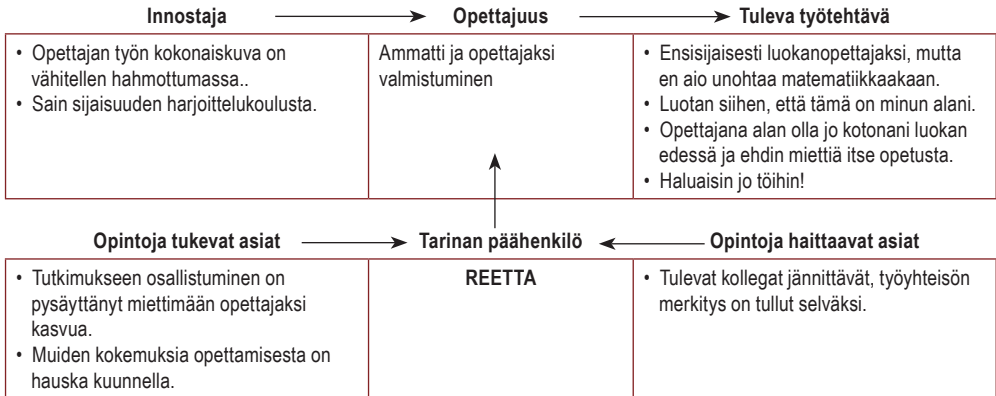 Innostaja Opettajuus Tuleva työtehtävä
• Opettajan työn kokonaiskuva on
vähitellen hahmottumassa..
• Sain sijaisuuden harjoittelukoulusta.
Ammatti ja opettajaksi
valmistuminen
• Ensisijaisesti luokanopettajaksi, mutta
en aio unohtaa matematiikkaakaan.
• Luotan siihen, että tämä on minun alani.
• Opettajana alan olla jo kotonani luokan
edessä ja ehdin miettiä itse opetusta.
• Haluaisin jo töihin!
Opintoja tukevat asiat Tarinan päähenkilö Opintoja haittaavat asiat
• Tutkimukseen osallistuminen on
pysäyttänyt miettimään opettajaksi
kasvua.
• Muiden kokemuksia opettamisesta on
hauska kuunnella.
REETTA
• Tulevat kollegat jännittävät, työyhteisön
merkitys on tullut selväksi.